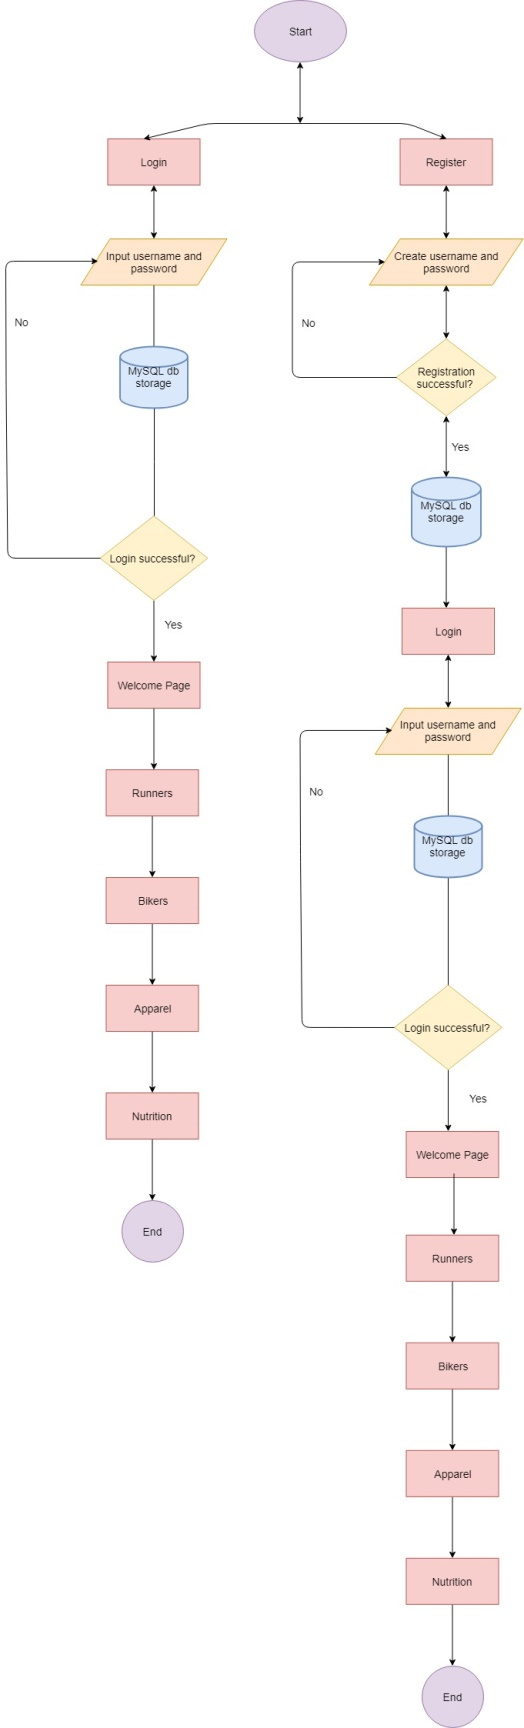 Start
Login
Input username and
password
No
MySQL db
storage
Login successful?
Yes
Welcome Page
Runners
Bikers
Apparel
Nutrition
End
Register
Create username and
password
No
Registration
successful?
Yes
MySQL db
storage
Login
Input username and
password
No
MySQL db
storage
Login successful?
Yes
Welcome Page
Runners
Bikers
Apparel
Nutrition
End